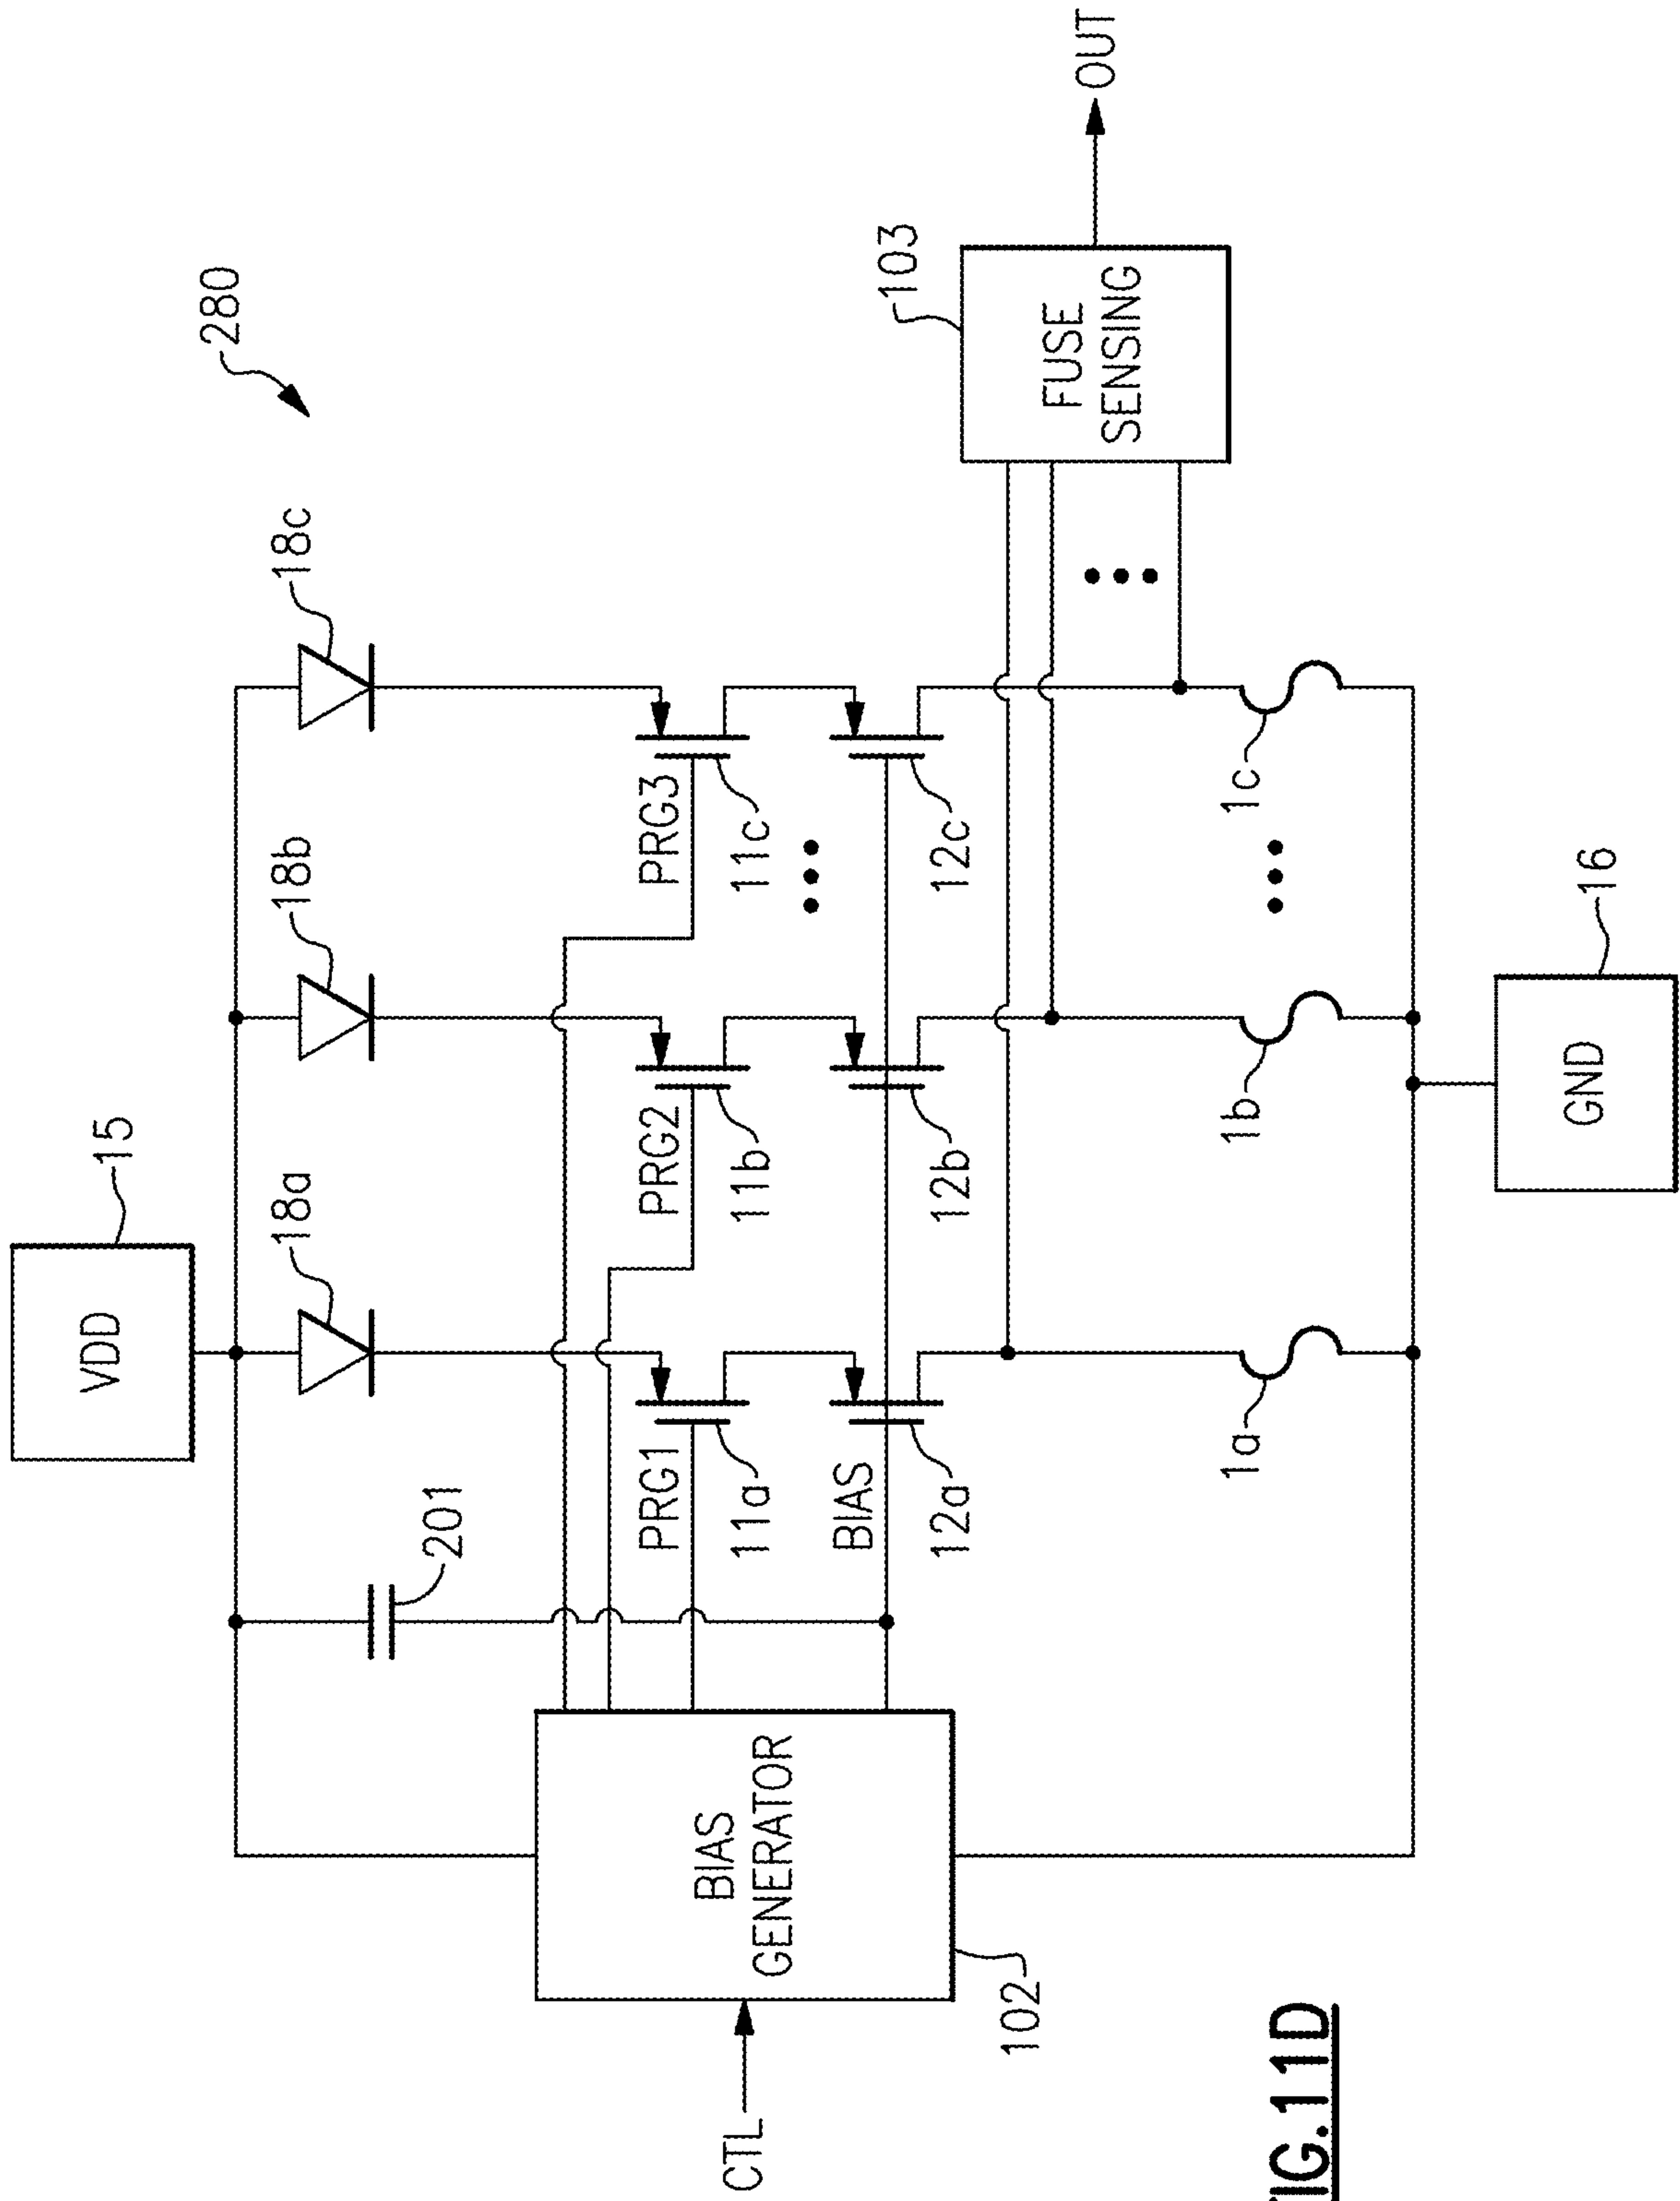 280
VDD
15
18a
18b
18c
201
PRG1
PRG2
PRG3
11a
11b
11c
BIAS
12a
12b
12c
CTL
BIAS
GENERATOR
102
FUSE
SENSING
103
OUT
1a
1b
1c
GND
16
FIG.11D